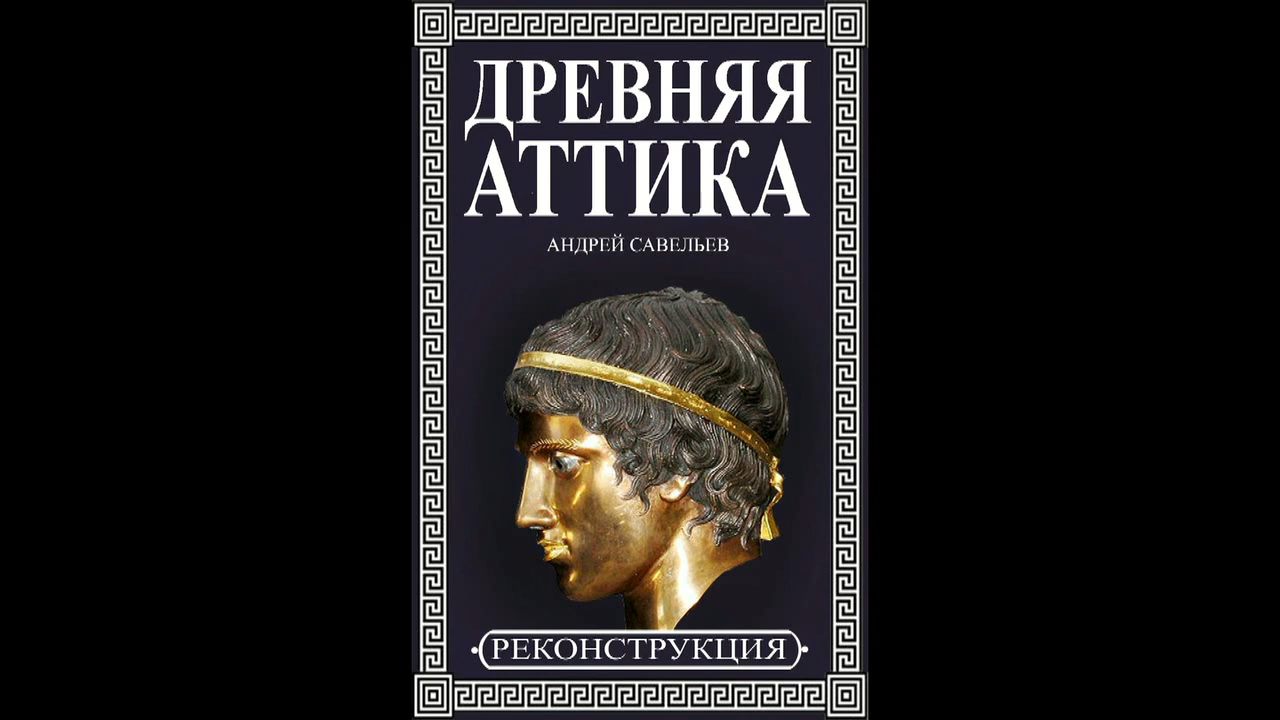 ДРЕВНЯЯ
АТТИКА
АНДРЕЙ САВЕЛЬЕВ
РЕКОНСТРУКЦИЯ